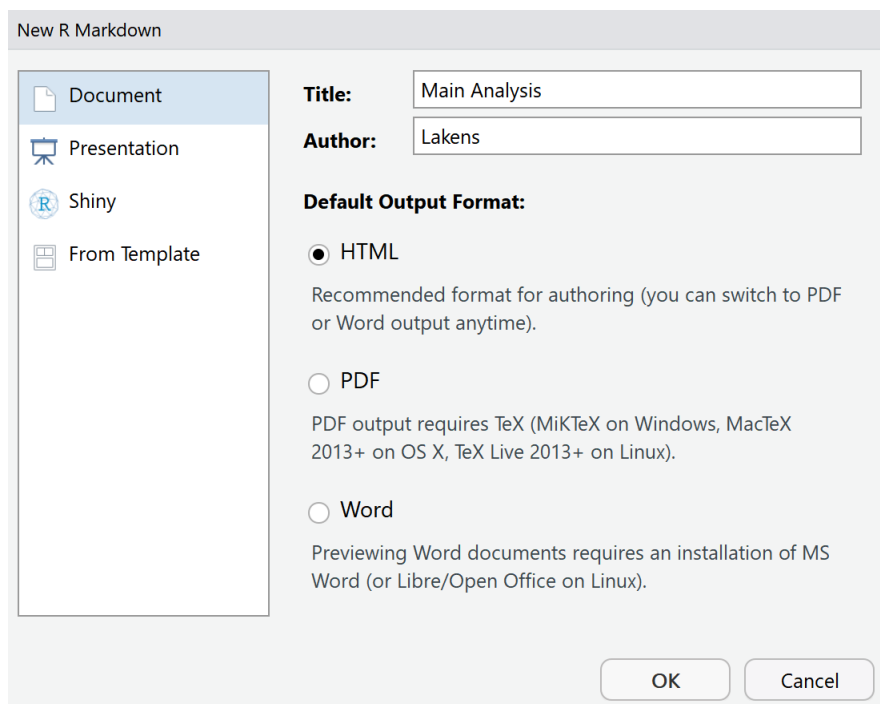 New R Markdown
Document
Presentation
R Shiny
From Template
Title: Main Analysis
Author: Lakens
Default Output Format:
HTML
Recommended format for authoring (you can switch to PDF
or Word output anytime).
PDF
PDF output requires TeX (MiKTeX on Windows, MacTeX
2013+ on OS X, TeX Live 2013+ on Linux).
Word
Previewing Word documents requires an installation of MS
Word (or Libre/Open Office on Linux).
OK Cancel